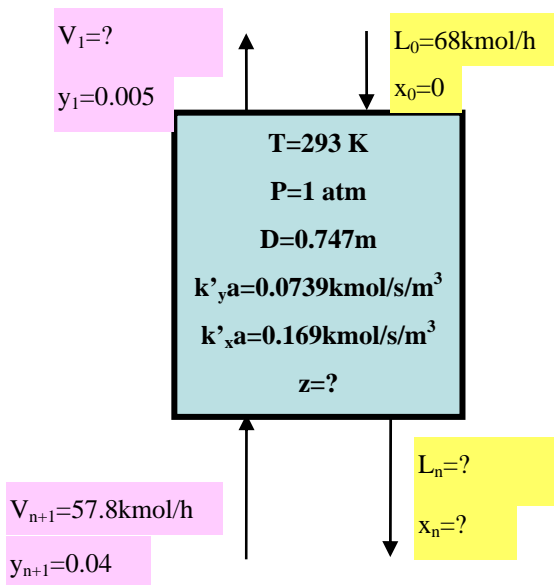 V₁=?
y₁=0.005
L₀=68kmol/h
x₀=0
T=293 K
P=1 atm
D=0.747m
k’ᵧa=0.0739kmol/s/m³
k’ₓa=0.169kmol/s/m³
z=?
Lₙ=?
xₙ=?
Vₙ₊₁=57.8kmol/h
yₙ₊₁=0.04